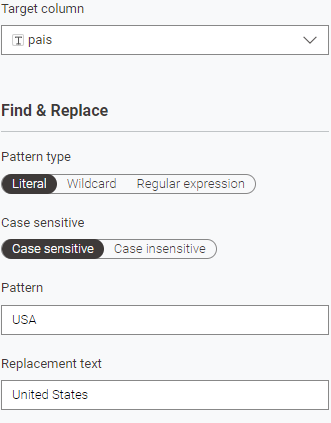 Target column
T pais
Find & Replace
Pattern type
Literal Wildcard Regular expression
Case sensitive
Case sensitive Case insensitive
Pattern
USA
Replacement text
United States